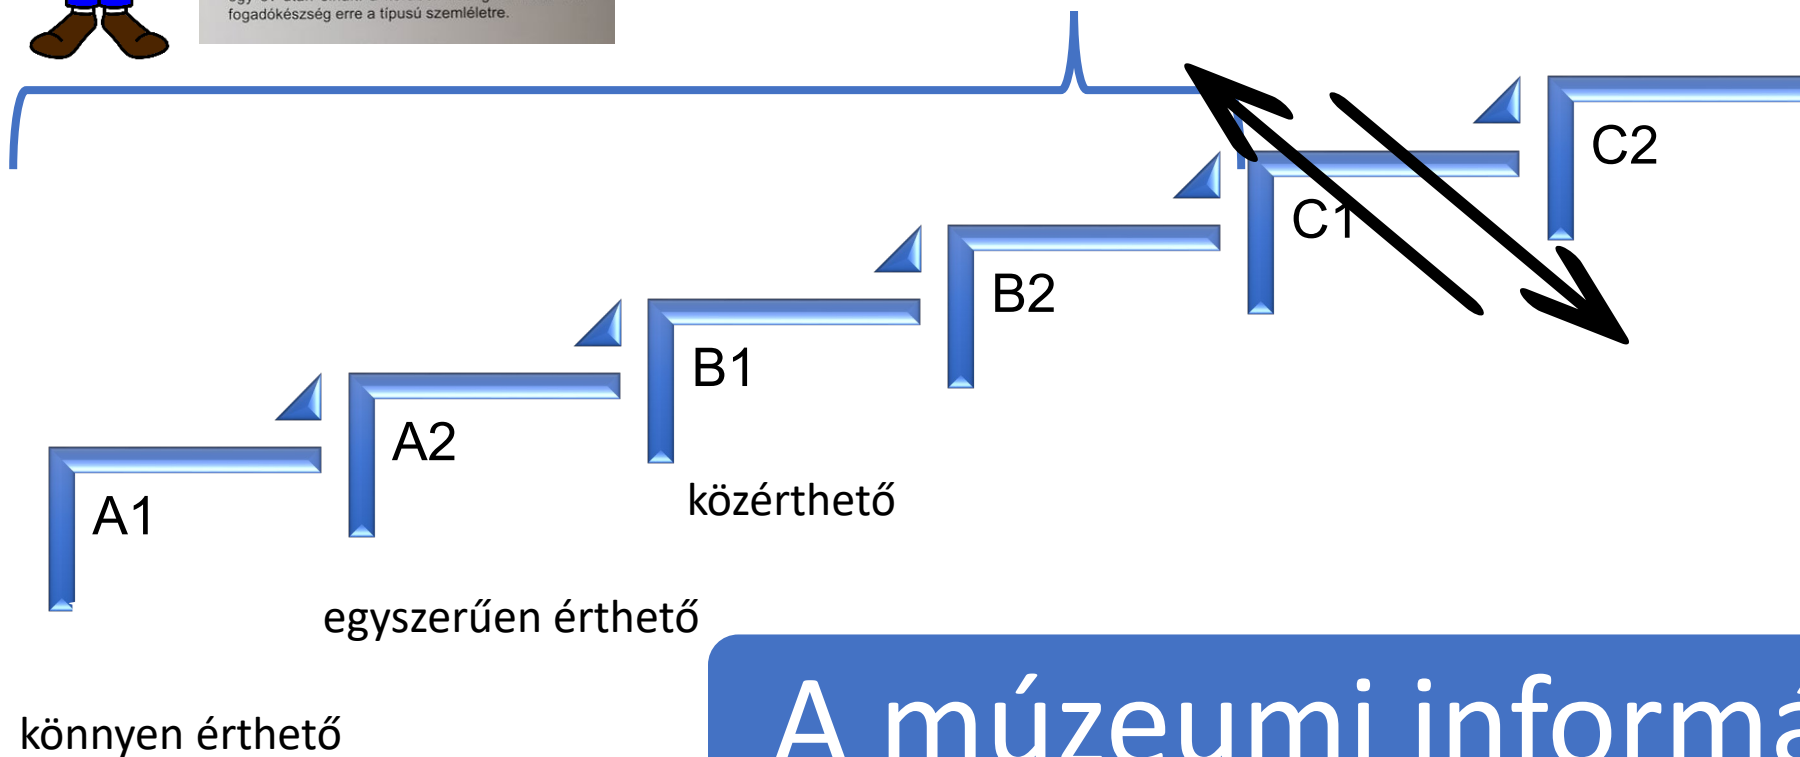 fogadókészség erre a típusú szemléletre.
C2
C1
B2
B1
A2
A1
közérthető
egyszerűen érthető
könnyen érthető
A múzeumi informá